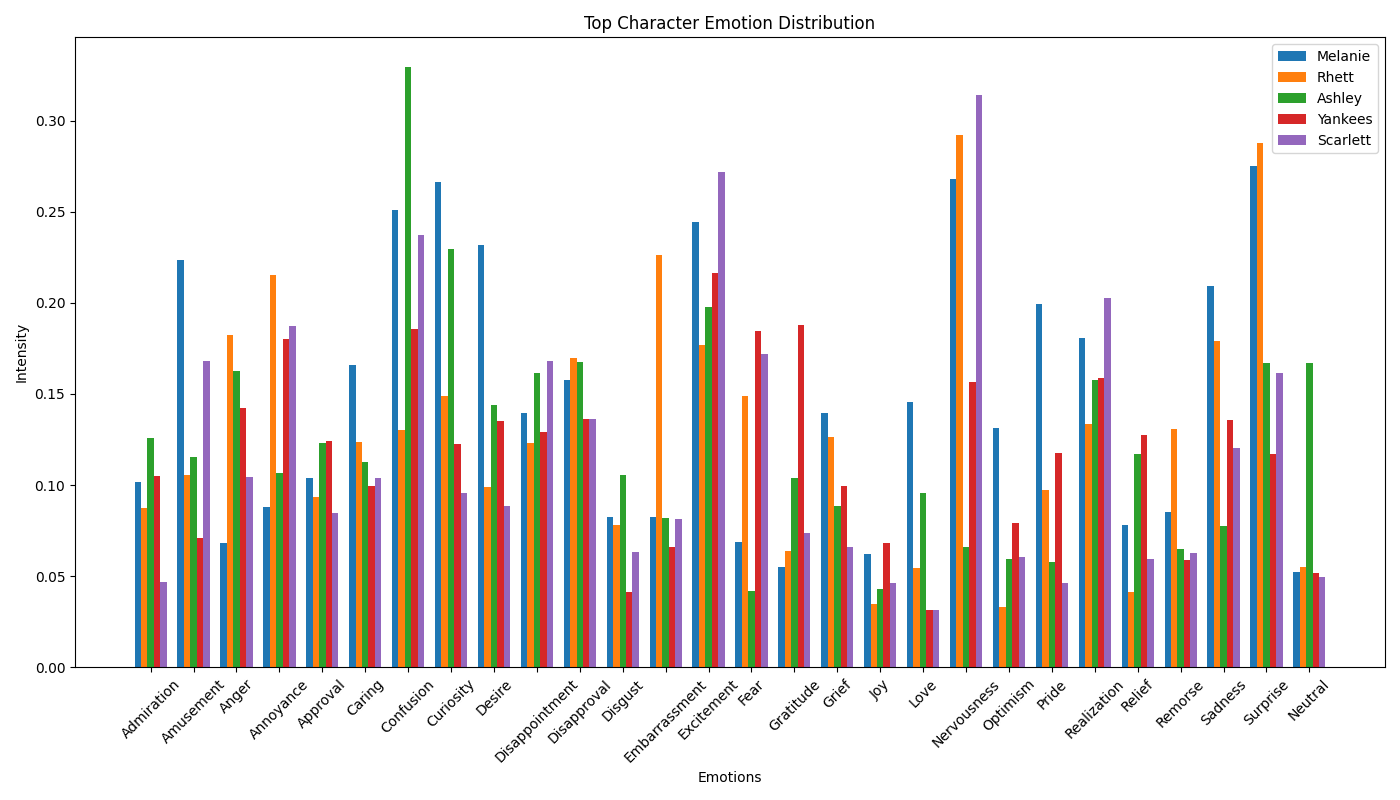 Top Character Emotion Distribution
Melanie
Rhett
Ashley
Yankees
Scarlett
Intensity
0.30
0.25
0.20
0.15
0.10
0.05
0.00
Admiration
Amusement
Anger
Annoyance
Approval
Caring
Confusion
Curiosity
Desire
Disappointment
Disapproval
Disgust
Embarrassment
Excitement
Fear
Gratitude
Grief
Joy
Love
Nervousness
Optimism
Pride
Realization
Relief
Remorse
Sadness
Surprise
Neutral
Emotions